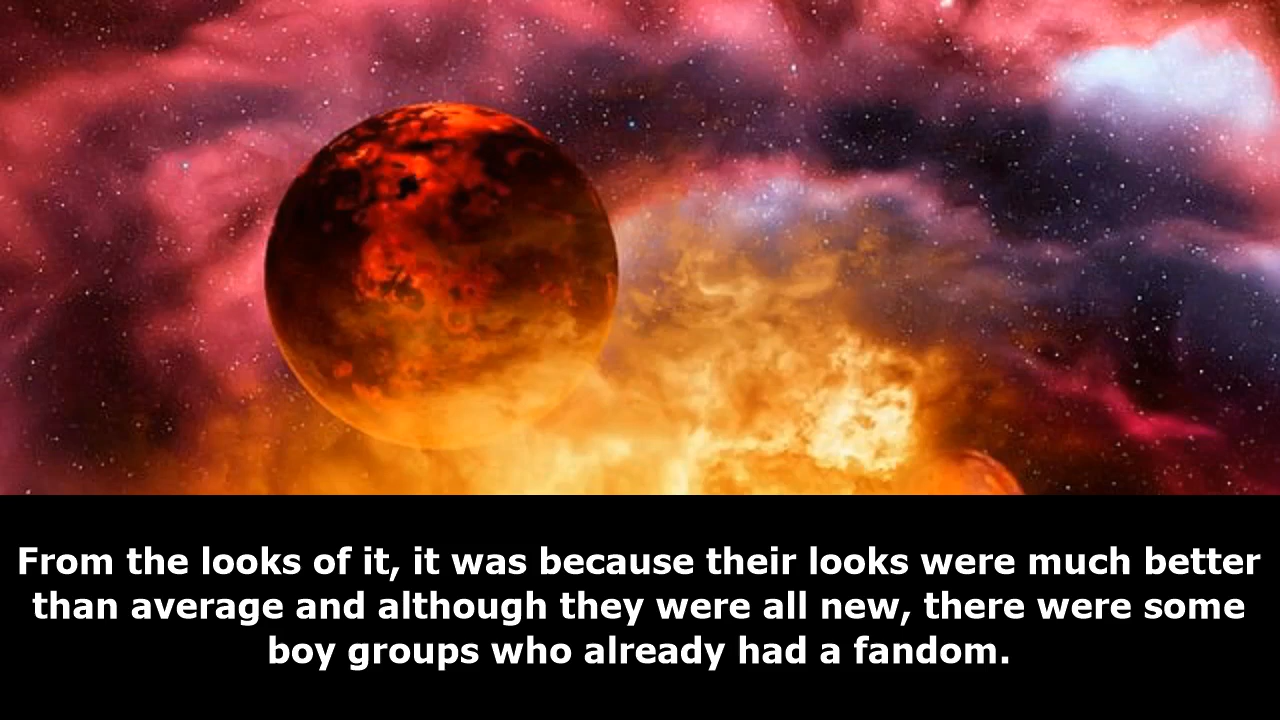 From the looks of it, it was because their looks were much better
than average and although they were all new, there were some
boy groups who already had a fandom.